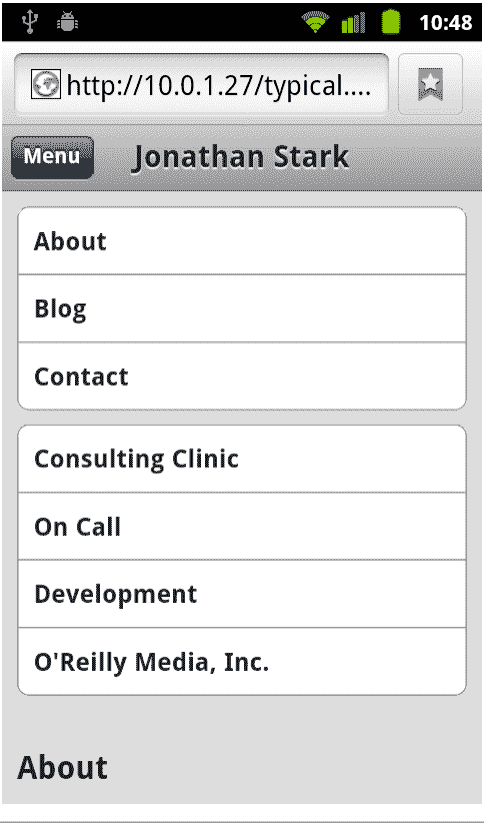 10:48
http://10.0.1.27/typical....
Menu
Jonathan Stark
About
Blog
Contact
Consulting Clinic
On Call
Development
O'Reilly Media, Inc.
About